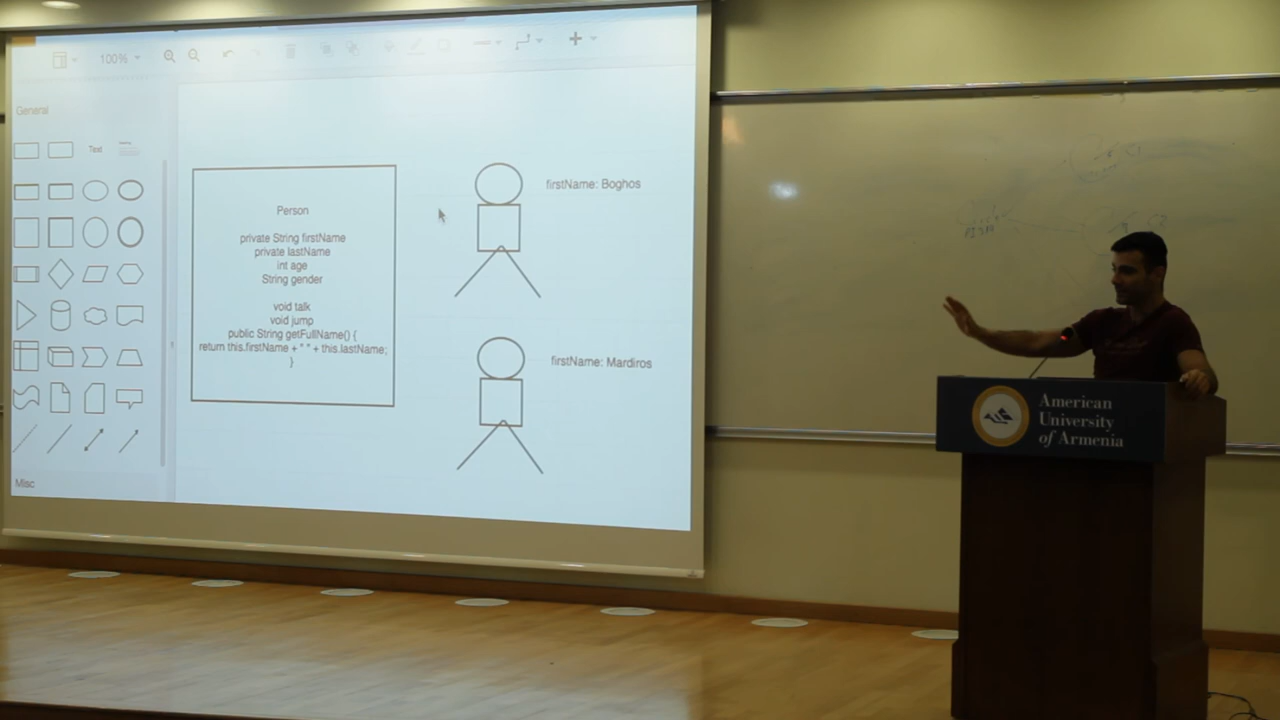 100%
General
Text
Person
private String firstName
private lastName
int age
String gender
void talk
void jump
public String getFullName() {
return this.firstName + " " + this.lastName;
}
firstName: Boghos
firstName: Mardiros
Misc
American
University
of Armenia